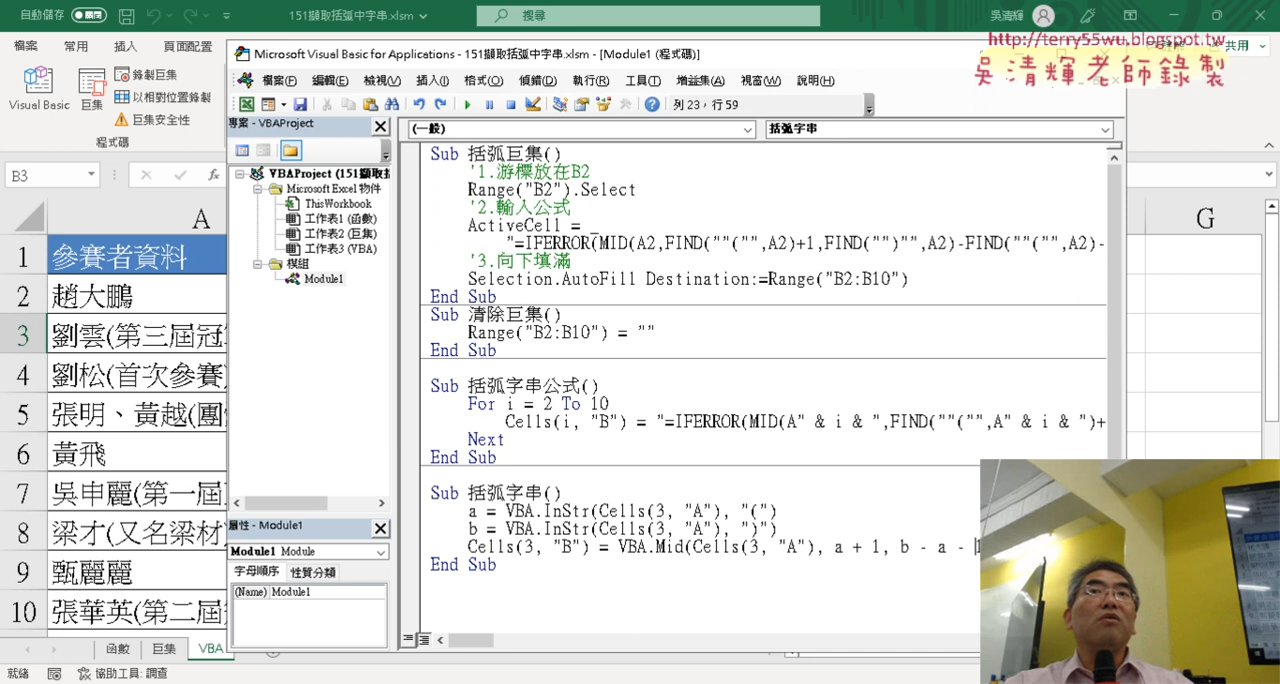 自動儲存
151擷取括弧中字串.xlsm
搜尋
吳清輝
http://terry55wu.blogspot.tw
吳清輝老師錄製
共用
檔案 常用 插入 頁面配置
Visual Basic
巨集
錄製巨集
以相對位置錄製
巨集安全性
程式碼
B3
fx
A
G
1 參賽者資料
2 趙大鵬
3 劉雲(第三屆冠
4 劉松(首次參賽)
5 張明、黃越(團
6 黃飛
7 吳申麗(第一屆
8 梁才(又名梁材)
9 甄麗麗
10 張華英(第二屆
函數 巨集 VBA
就緒
協助工具: 調查
Microsoft Visual Basic for Applications - 151擷取括弧中字串.xlsm - [Module1 (程式碼)]
檔案(F) 編輯(E) 檢視(V) 插入(I) 格式(O) 偵錯(D) 執行(R) 工具(T) 增益集(A) 視窗(W) 說明(H)
列 23，行 59
專案 - VBAProject
VBAProject (151擷取括
Microsoft Excel 物件
ThisWorkbook
工作表1 (函數)
工作表2 (巨集)
工作表3 (VBA)
模組
Module1
屬性 - Module1
Module1 Module
字母順序 性質分類
(Name) Module1
(一般)
括弧字串
Sub 括弧巨集()
'1.游標放在B2
Range("B2").Select
'2.輸入公式
ActiveCell = _
"=IFERROR(MID(A2,FIND(""("",A2)+1,FIND("")"",A2)-FIND(""("",A2)-
'3.向下填滿
Selection.AutoFill Destination:=Range("B2:B10")
End Sub
Sub 清除巨集()
Range("B2:B10") = ""
End Sub
Sub 括弧字串公式()
For i = 2 To 10
Cells(i, "B") = "=IFERROR(MID(A" & i & ",FIND(""("",A" & i & ")+
Next
End Sub
Sub 括弧字串()
a = VBA.InStr(Cells(3, "A"), "(")
b = VBA.InStr(Cells(3, "A"), ")")
Cells(3, "B") = VBA.Mid(Cells(3, "A"), a + 1, b - a -
End Sub